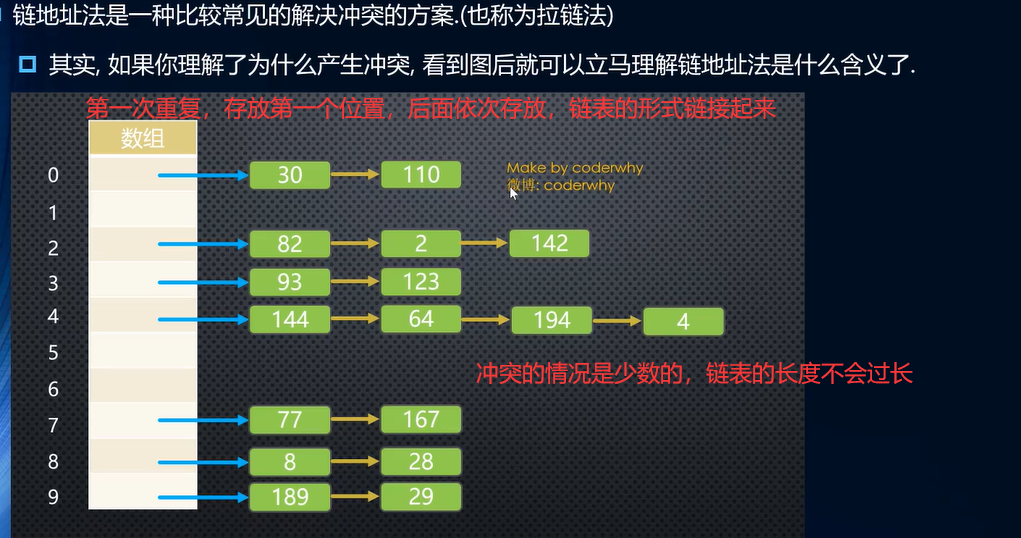 链地址法是一种比较常见的解决冲突的方案.(也称为拉链法)
其实, 如果你理解了为什么产生冲突, 看到图后就可以立马理解链地址法是什么含义了.
第一次重复，存放第一个位置，后面依次存放，链表的形式链接起来
数组
Make by coderwhy
微博: coderwhy
0 30 110
1
2 82 2 142
3 93 123
4 144 64 194 4
5
冲突的情况是少数的，链表的长度不会过长
6
7 77 167
8 8 28
9 189 29